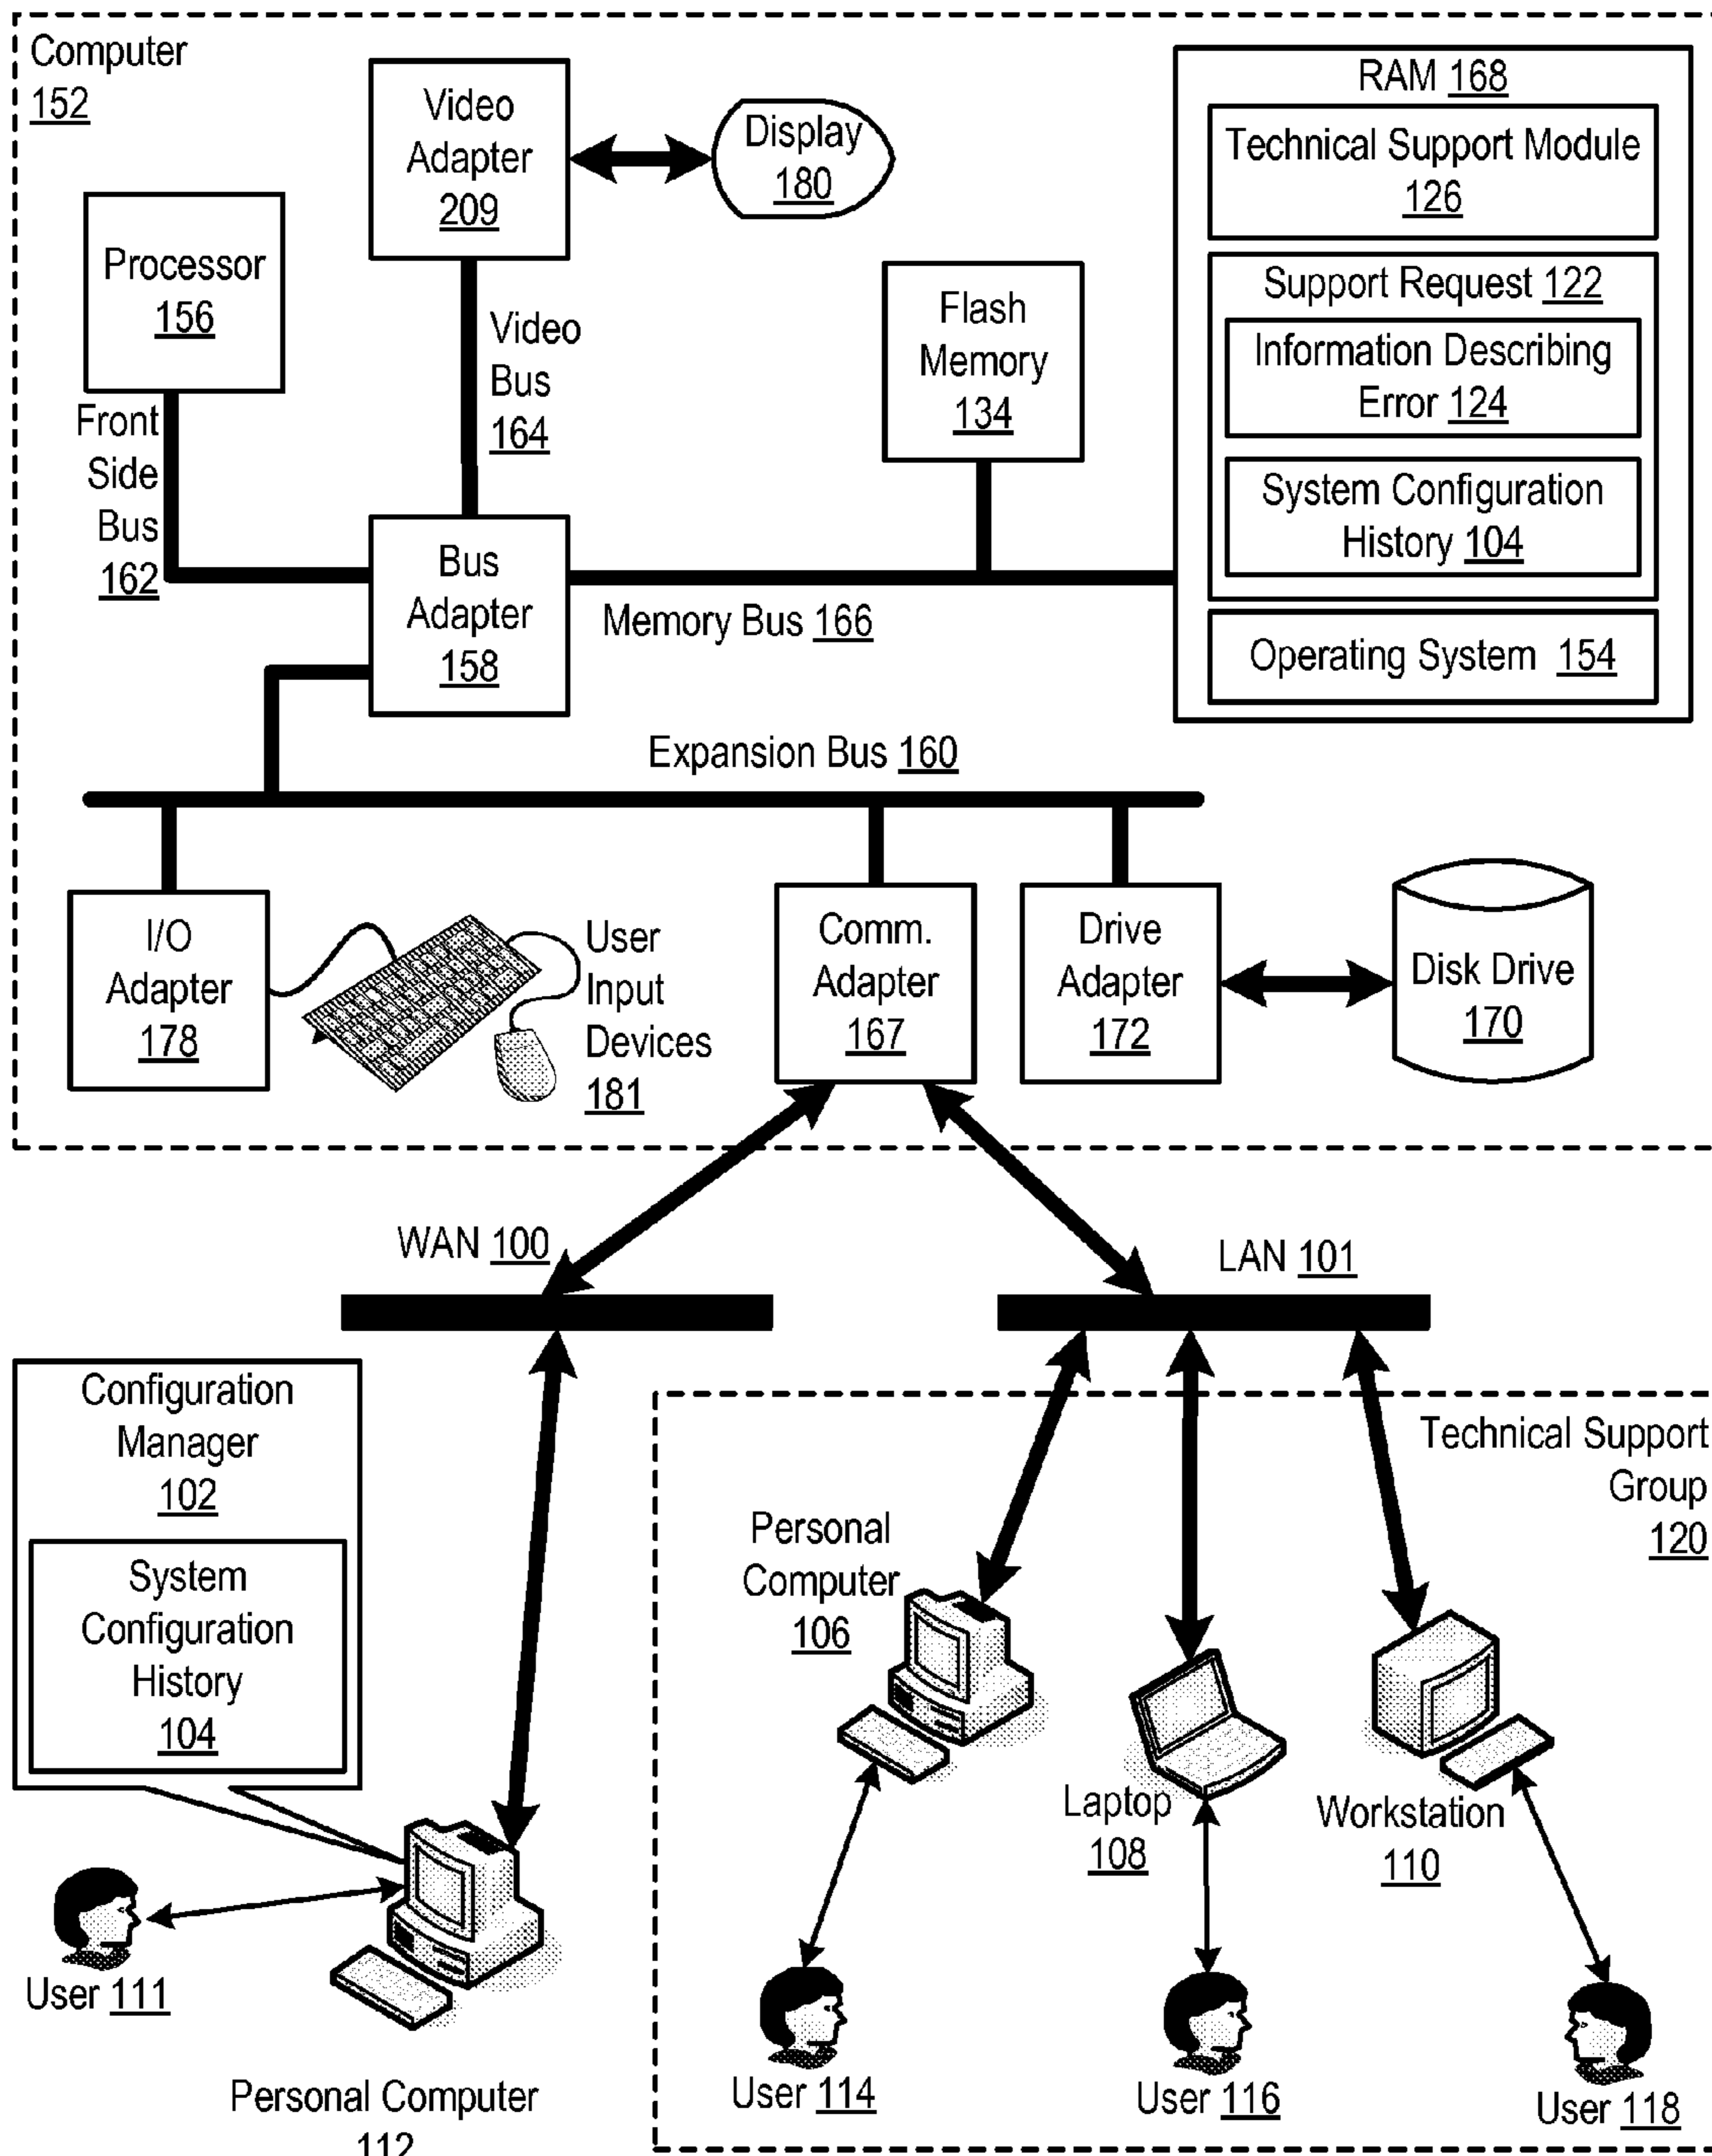 Computer
152
Video
Adapter
209
Display
180
RAM 168
Technical Support Module
126
Processor
156
Video
Bus
164
Flash
Memory
134
Support Request 122
Information Describing
Error 124
System Configuration
History 104
Front
Side
Bus
162
Bus
Adapter
158
Memory Bus 166
Operating System 154
Expansion Bus 160
I/O
Adapter
178
User
Input
Devices
181
Comm.
Adapter
167
Drive
Adapter
172
Disk Drive
170
WAN 100
LAN 101
Configuration
Manager
102
System
Configuration
History
104
Technical Support
Group
120
Personal
Computer
106
Laptop
108
Workstation
110
User 111
Personal Computer
112
User 114
User 116
User 118